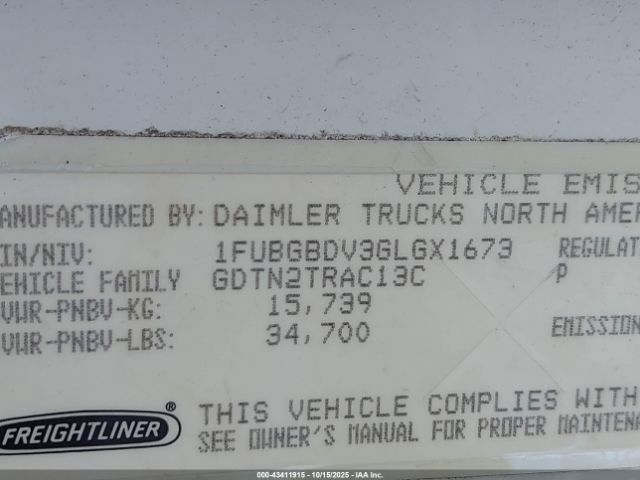 VEHICLE EMIS
MANUFACTURED BY: DAIMLER TRUCKS NORTH AMER
IN/NIV: 1FUBGBDV3GLGX1673 REGULAT
EHICLE FAMILY GDTN2TRAC13C P
VWR-PNBV-KG: 15,739
VWR-PNBV-LBS: 34,700 EMISSION
FREIGHTLINER® THIS VEHICLE COMPLIES WITH
SEE OWNER'S MANUAL FOR PROPER MAINTENA
000-43411915 - 10/15/2025 - IAA Inc.